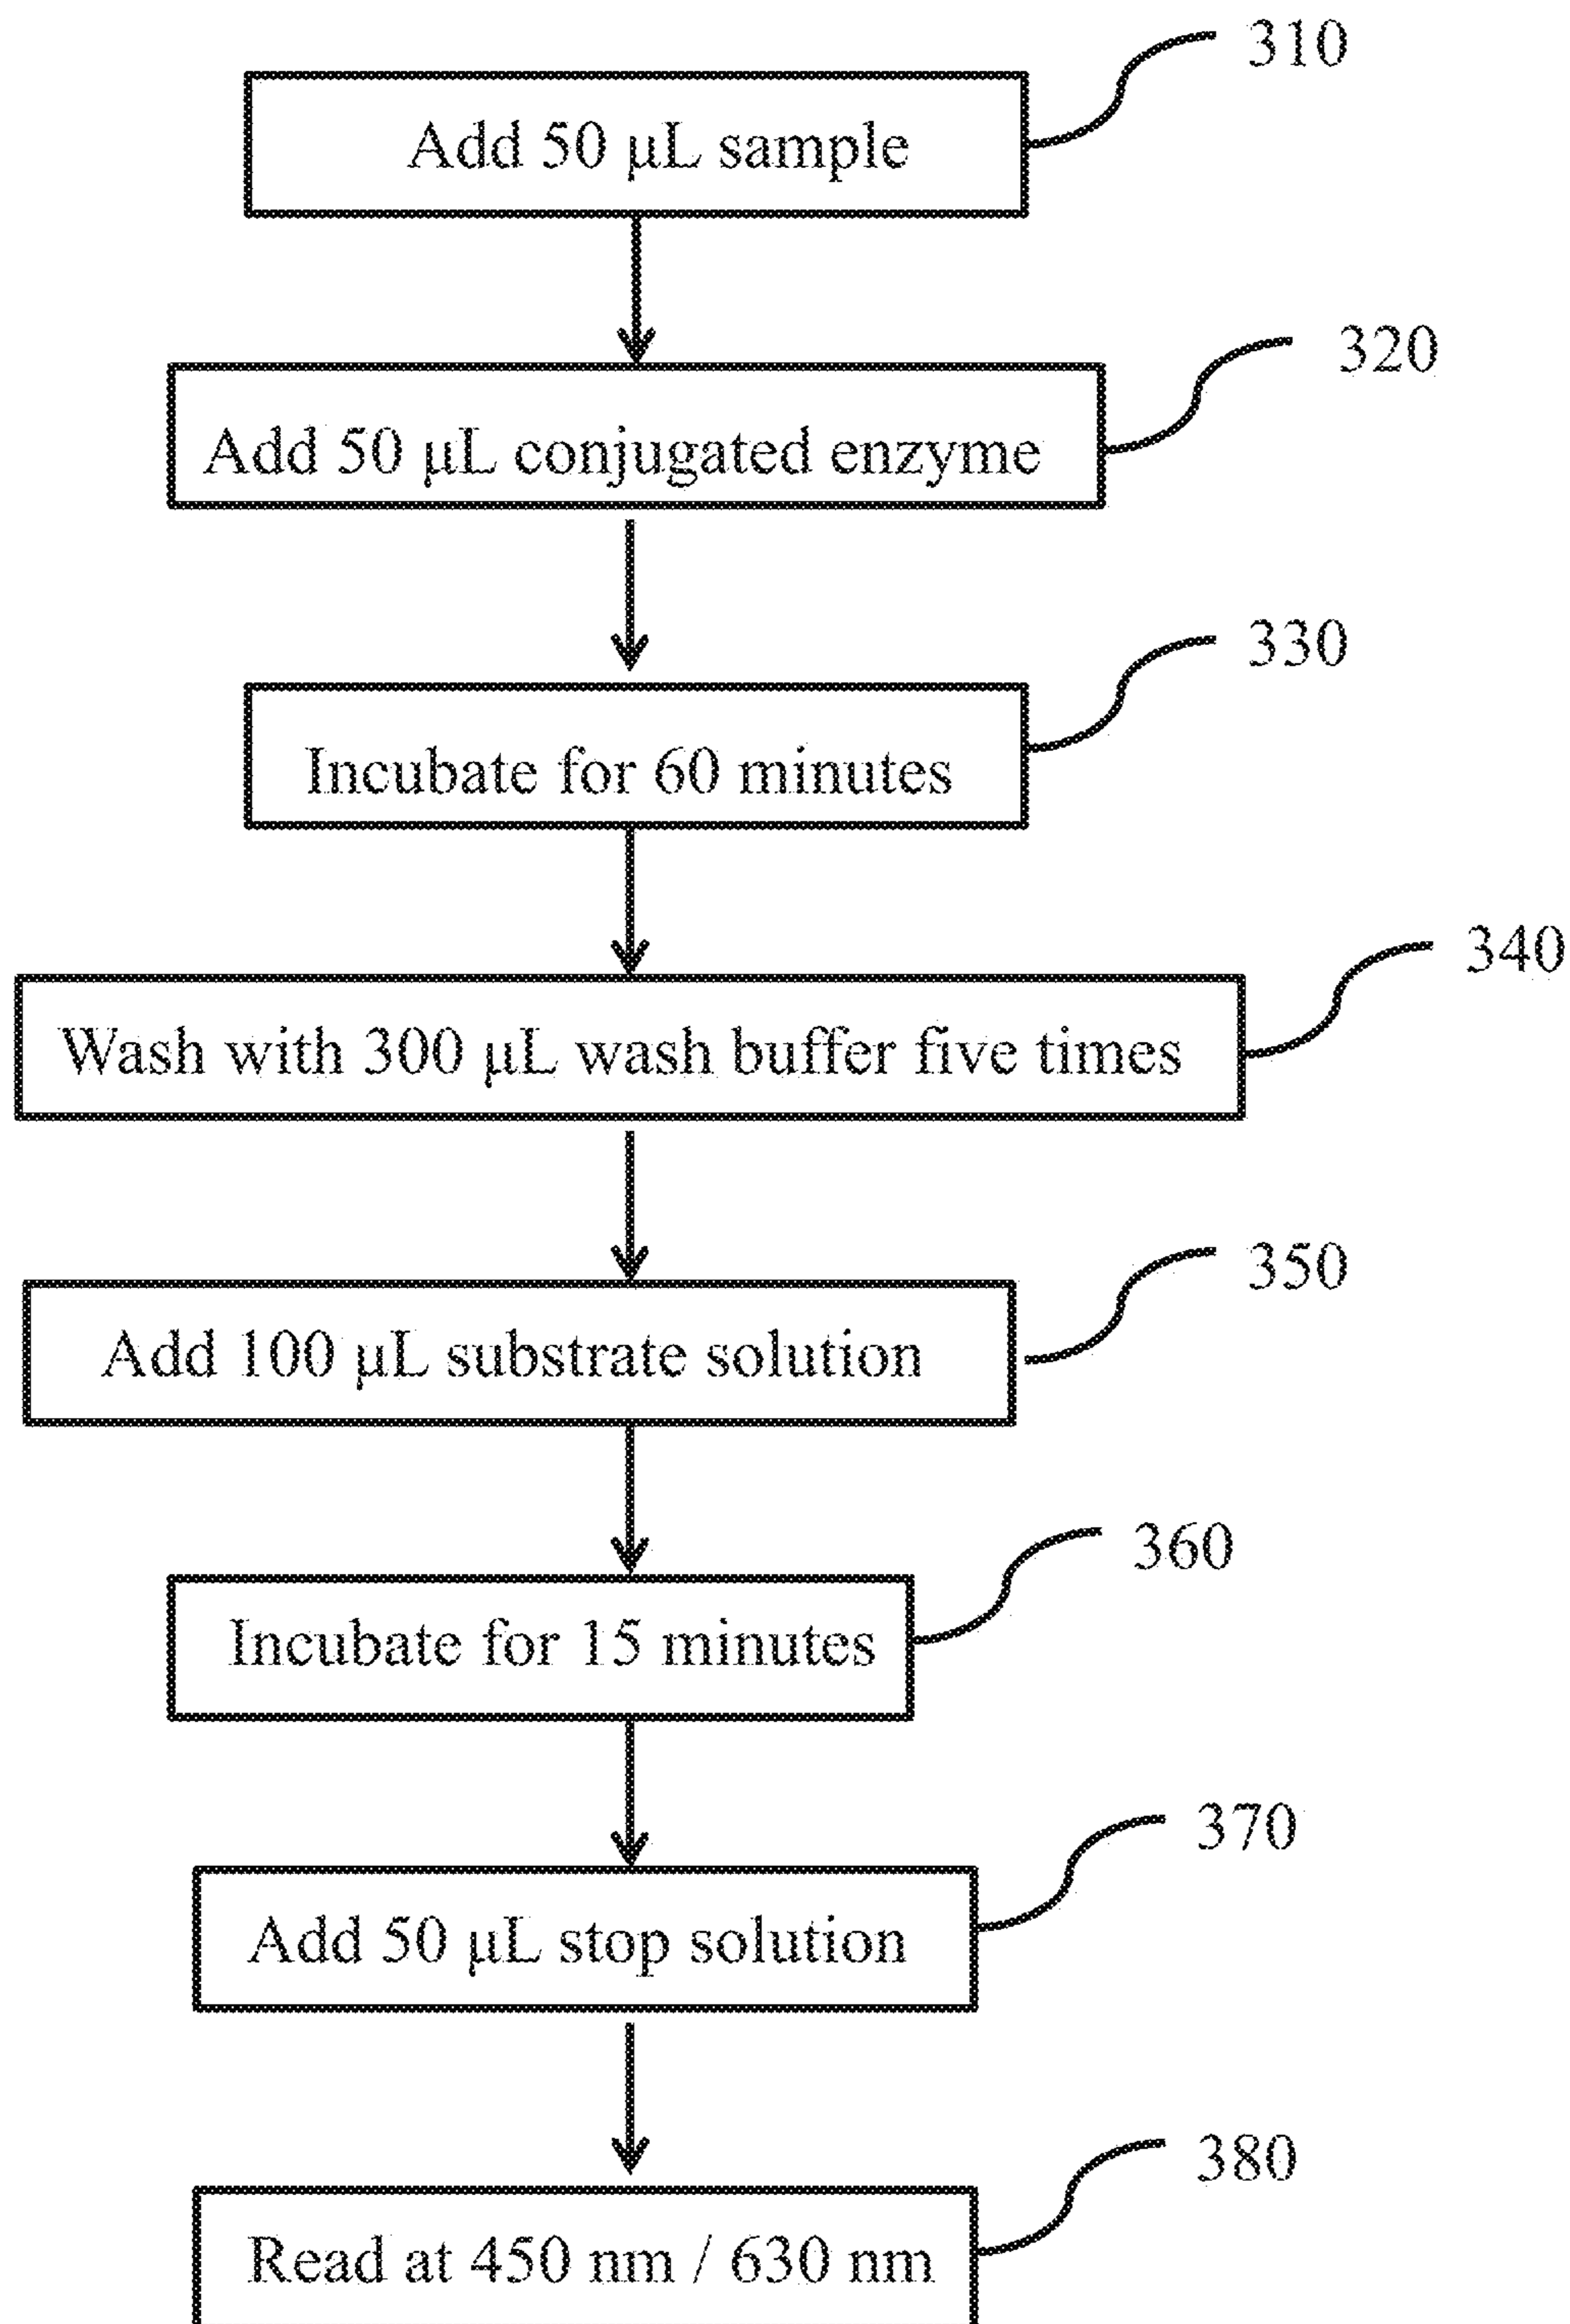 310
Add 50 µL sample
320
Add 50 µL conjugated enzyme
330
Incubate for 60 minutes
340
Wash with 300 µL wash buffer five times
350
Add 100 µL substrate solution
360
Incubate for 15 minutes
370
Add 50 µL stop solution
380
Read at 450 nm / 630 nm